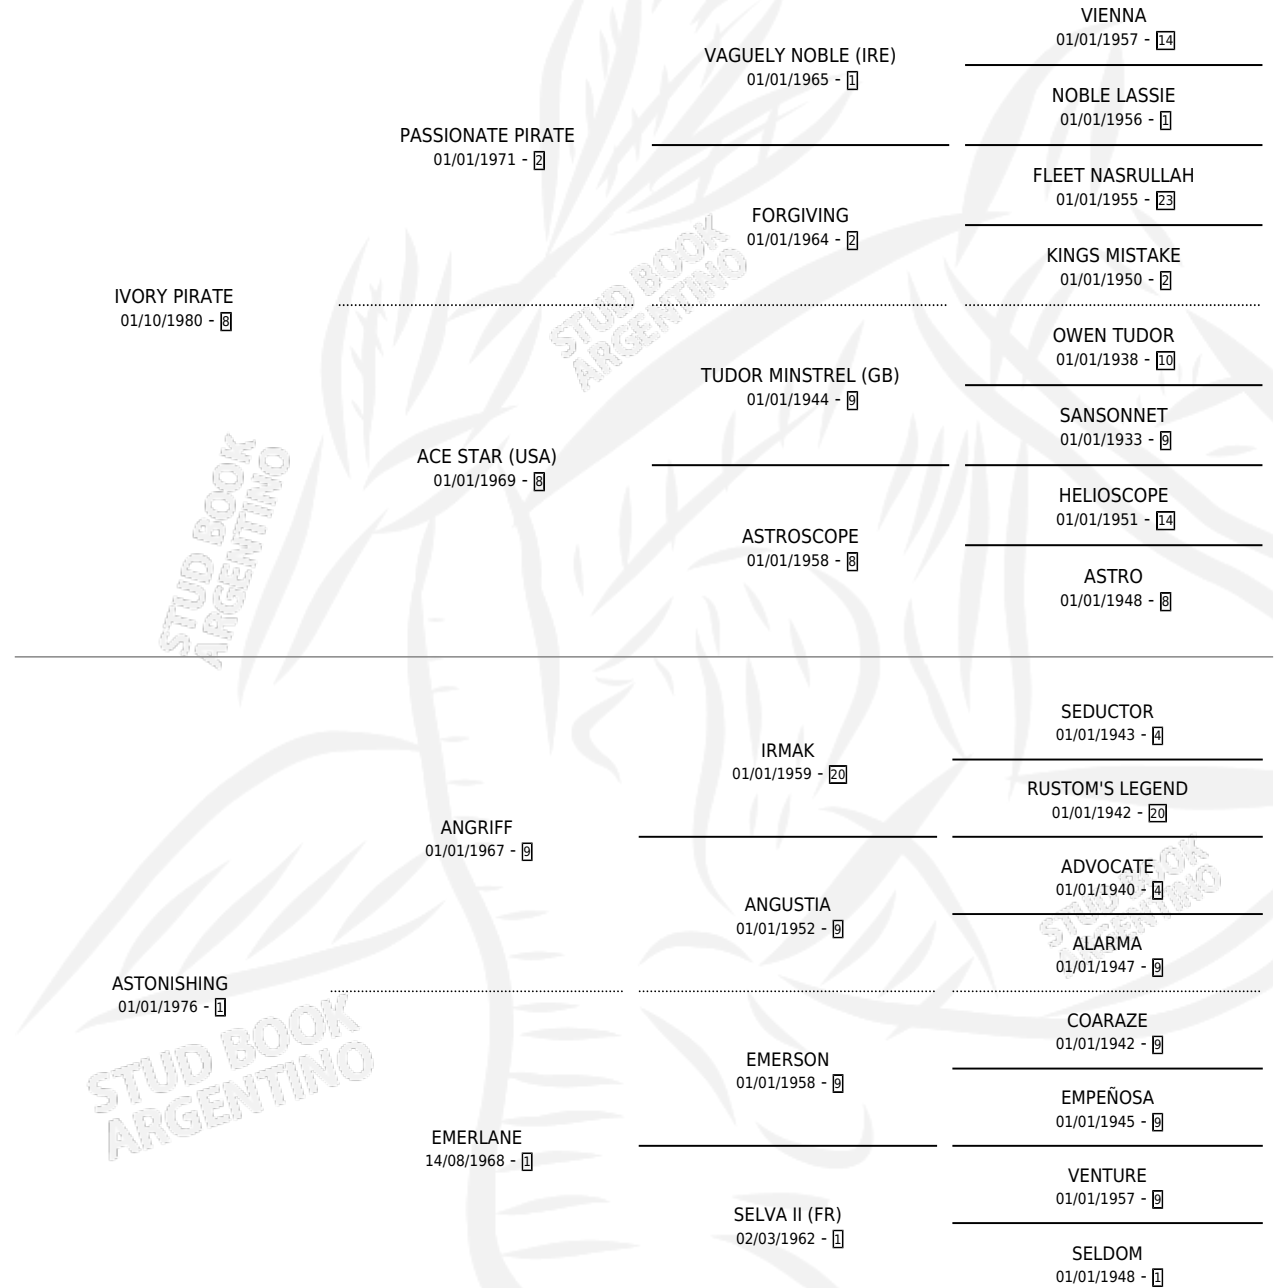 VIENNA
01/01/1957 - 14
VAGUELY NOBLE (IRE)
01/01/1965 - 1
NOBLE LASSIE
01/01/1956 - 1
PASSIONATE PIRATE
01/01/1971 - 2
FLEET NASRULLAH
01/01/1955 - 23
FORGIVING
01/01/1964 - 2
KINGS MISTAKE
01/01/1950 - 2
IVORY PIRATE
01/10/1980 - 8
OWEN TUDOR
01/01/1938 - 10
TUDOR MINSTREL (GB)
01/01/1944 - 9
SANSONNET
01/01/1933 - 9
ACE STAR (USA)
01/01/1969 - 8
HELIOSCOPE
01/01/1951 - 14
ASTROSCOPE
01/01/1958 - 8
ASTRO
01/01/1948 - 8
SEDUCTOR
01/01/1943 - 4
IRMAK
01/01/1959 - 20
RUSTOM'S LEGEND
01/01/1942 - 20
ANGRIFF
01/01/1967 - 9
ADVOCATE
01/01/1940 - 4
ANGUSTIA
01/01/1952 - 9
ALARMA
01/01/1947 - 9
ASTONISHING
01/01/1976 - 1
COARAZE
01/01/1942 - 9
EMERSON
01/01/1958 - 9
EMPEÑOSA
01/01/1945 - 9
EMERLANE
14/08/1968 - 1
VENTURE
01/01/1957 - 9
SELVA II (FR)
02/03/1962 - 1
SELDOM
01/01/1948 - 1
STUD BOOK
ARGENTINO
STUD BOOK
ARGENTINO
STUD BOOK
ARGENTINO
STUD BOOK
ARGENTINO